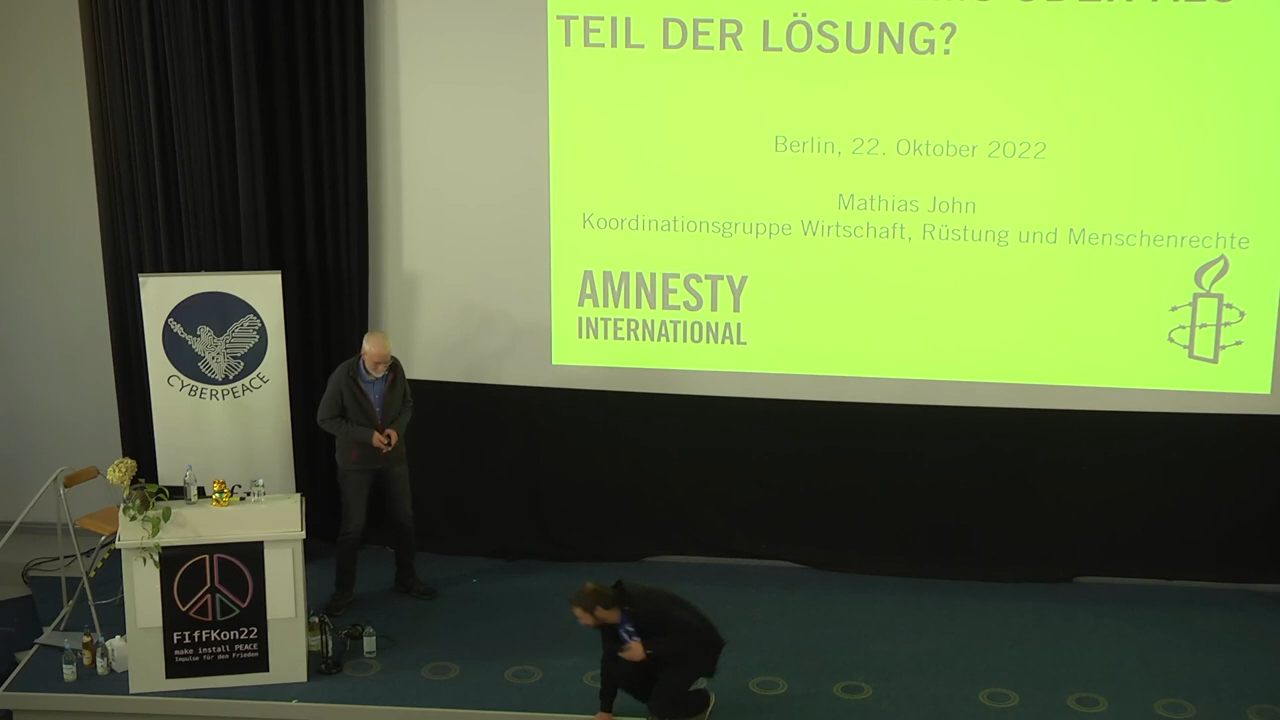 TEIL DER LÖSUNG?
Berlin, 22. Oktober 2022
Mathias John
Koordinationsgruppe Wirtschaft, Rüstung und Menschenrechte
AMNESTY
INTERNATIONAL
CYBERPEACE
FIfFKon22
make install PEACE
Impulse für den Frieden